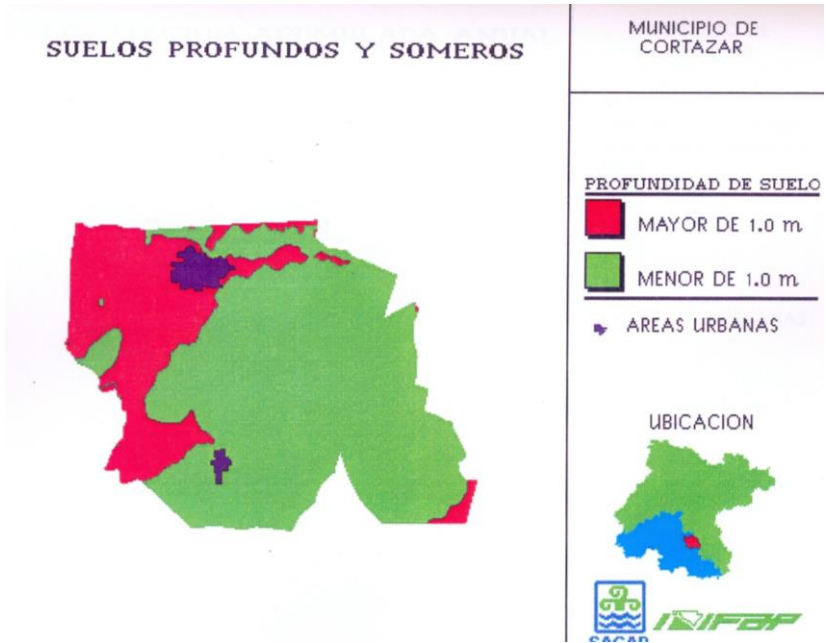 SUELOS PROFUNDOS Y SOMEROS
MUNICIPIO DE
CORTAZAR
PROFUNDIDAD DE SUELO
MAYOR DE 1.0 m
MENOR DE 1.0 m
AREAS URBANAS
UBICACION
SAGAR
INIFAP